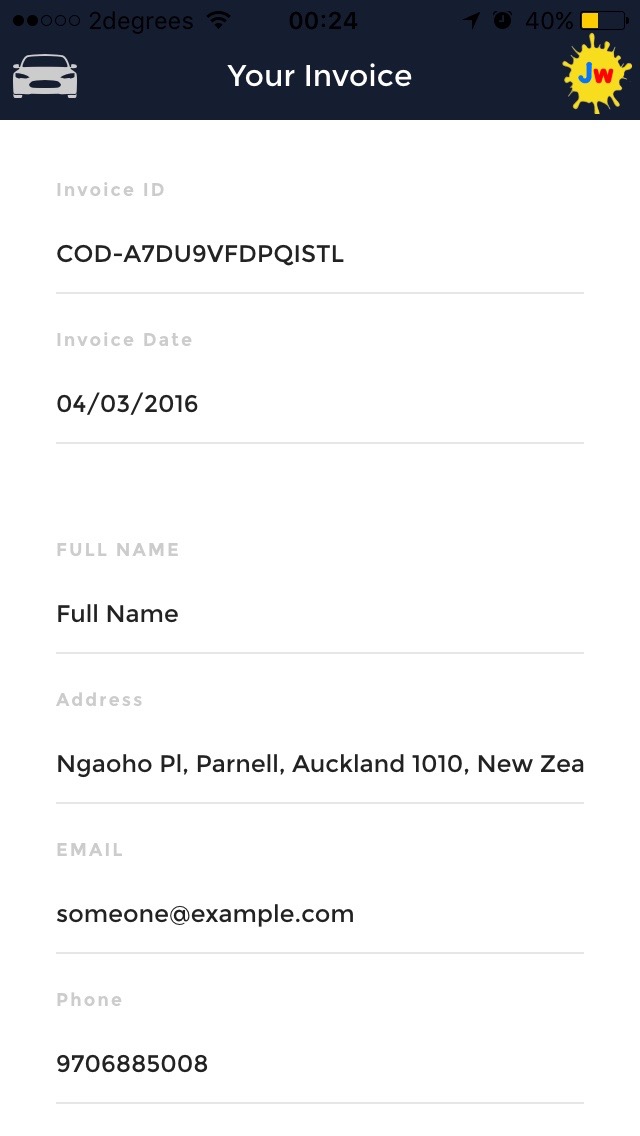 2degrees 00:24 40%
Your Invoice
Jw
Invoice ID
COD-A7DU9VFDPQISTL
Invoice Date
04/03/2016
FULL NAME
Full Name
Address
Ngaoho Pl, Parnell, Auckland 1010, New Zea
EMAIL
someone@example.com
Phone
9706885008